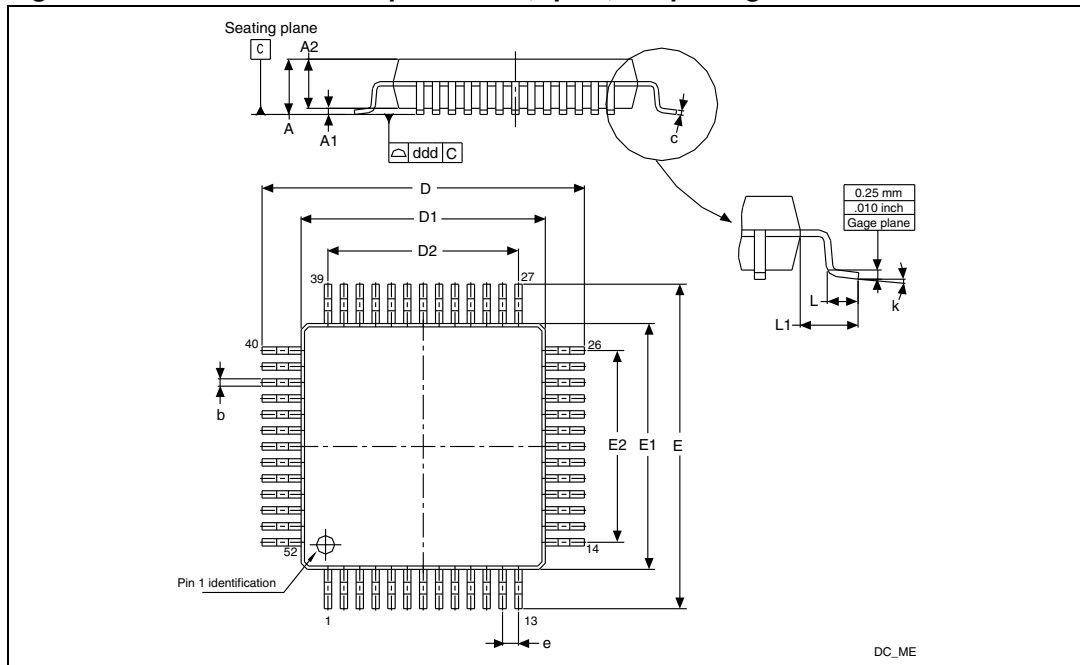 Seating plane
C
A2
A
A1
ddd C
c
D
D1
D2
39
27
0.25 mm
.010 inch
Gage plane
L
k
L1
40
26
b
E2
E1
E
52
14
Pin 1 identification
1
13
e
DC_ME